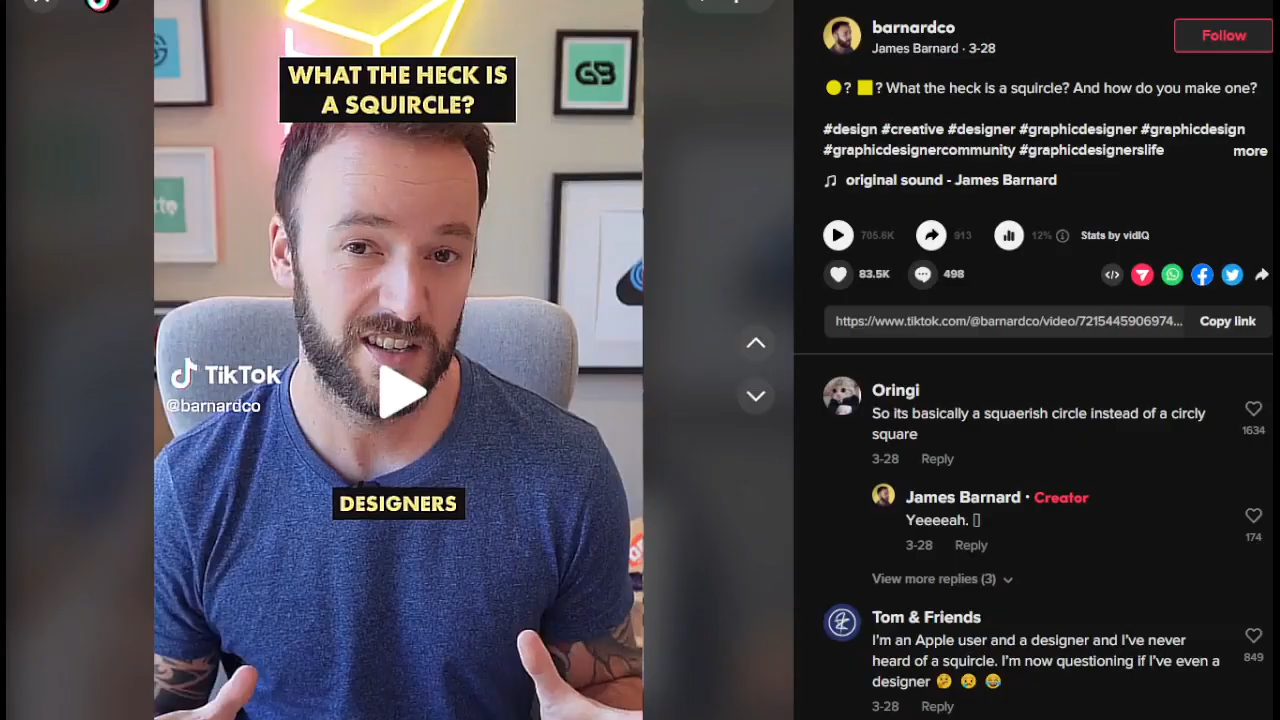 WHAT THE HECK IS
A SQUIRCLE?
TikTok
@barnardco
DESIGNERS
barnardco
James Barnard · 3-28
Follow
? ? What the heck is a squircle? And how do you make one?
#design #creative #designer #graphicdesigner #graphicdesign
#graphicdesignercommunity #graphicdesignerslife
more
original sound - James Barnard
705.6K
913
12%
Stats by vidIQ
83.5K
498
https://www.tiktok.com/@barnardco/video/7215445906974...
Copy link
Oringi
So its basically a squaerish circle instead of a circly
square
1634
3-28 Reply
James Barnard · Creator
Yeeeeah.
174
3-28 Reply
View more replies (3)
Tom & Friends
I'm an Apple user and a designer and I've never
heard of a squircle. I'm now questioning if I've even a
designer 🤔 😥 😂
849
3-28 Reply